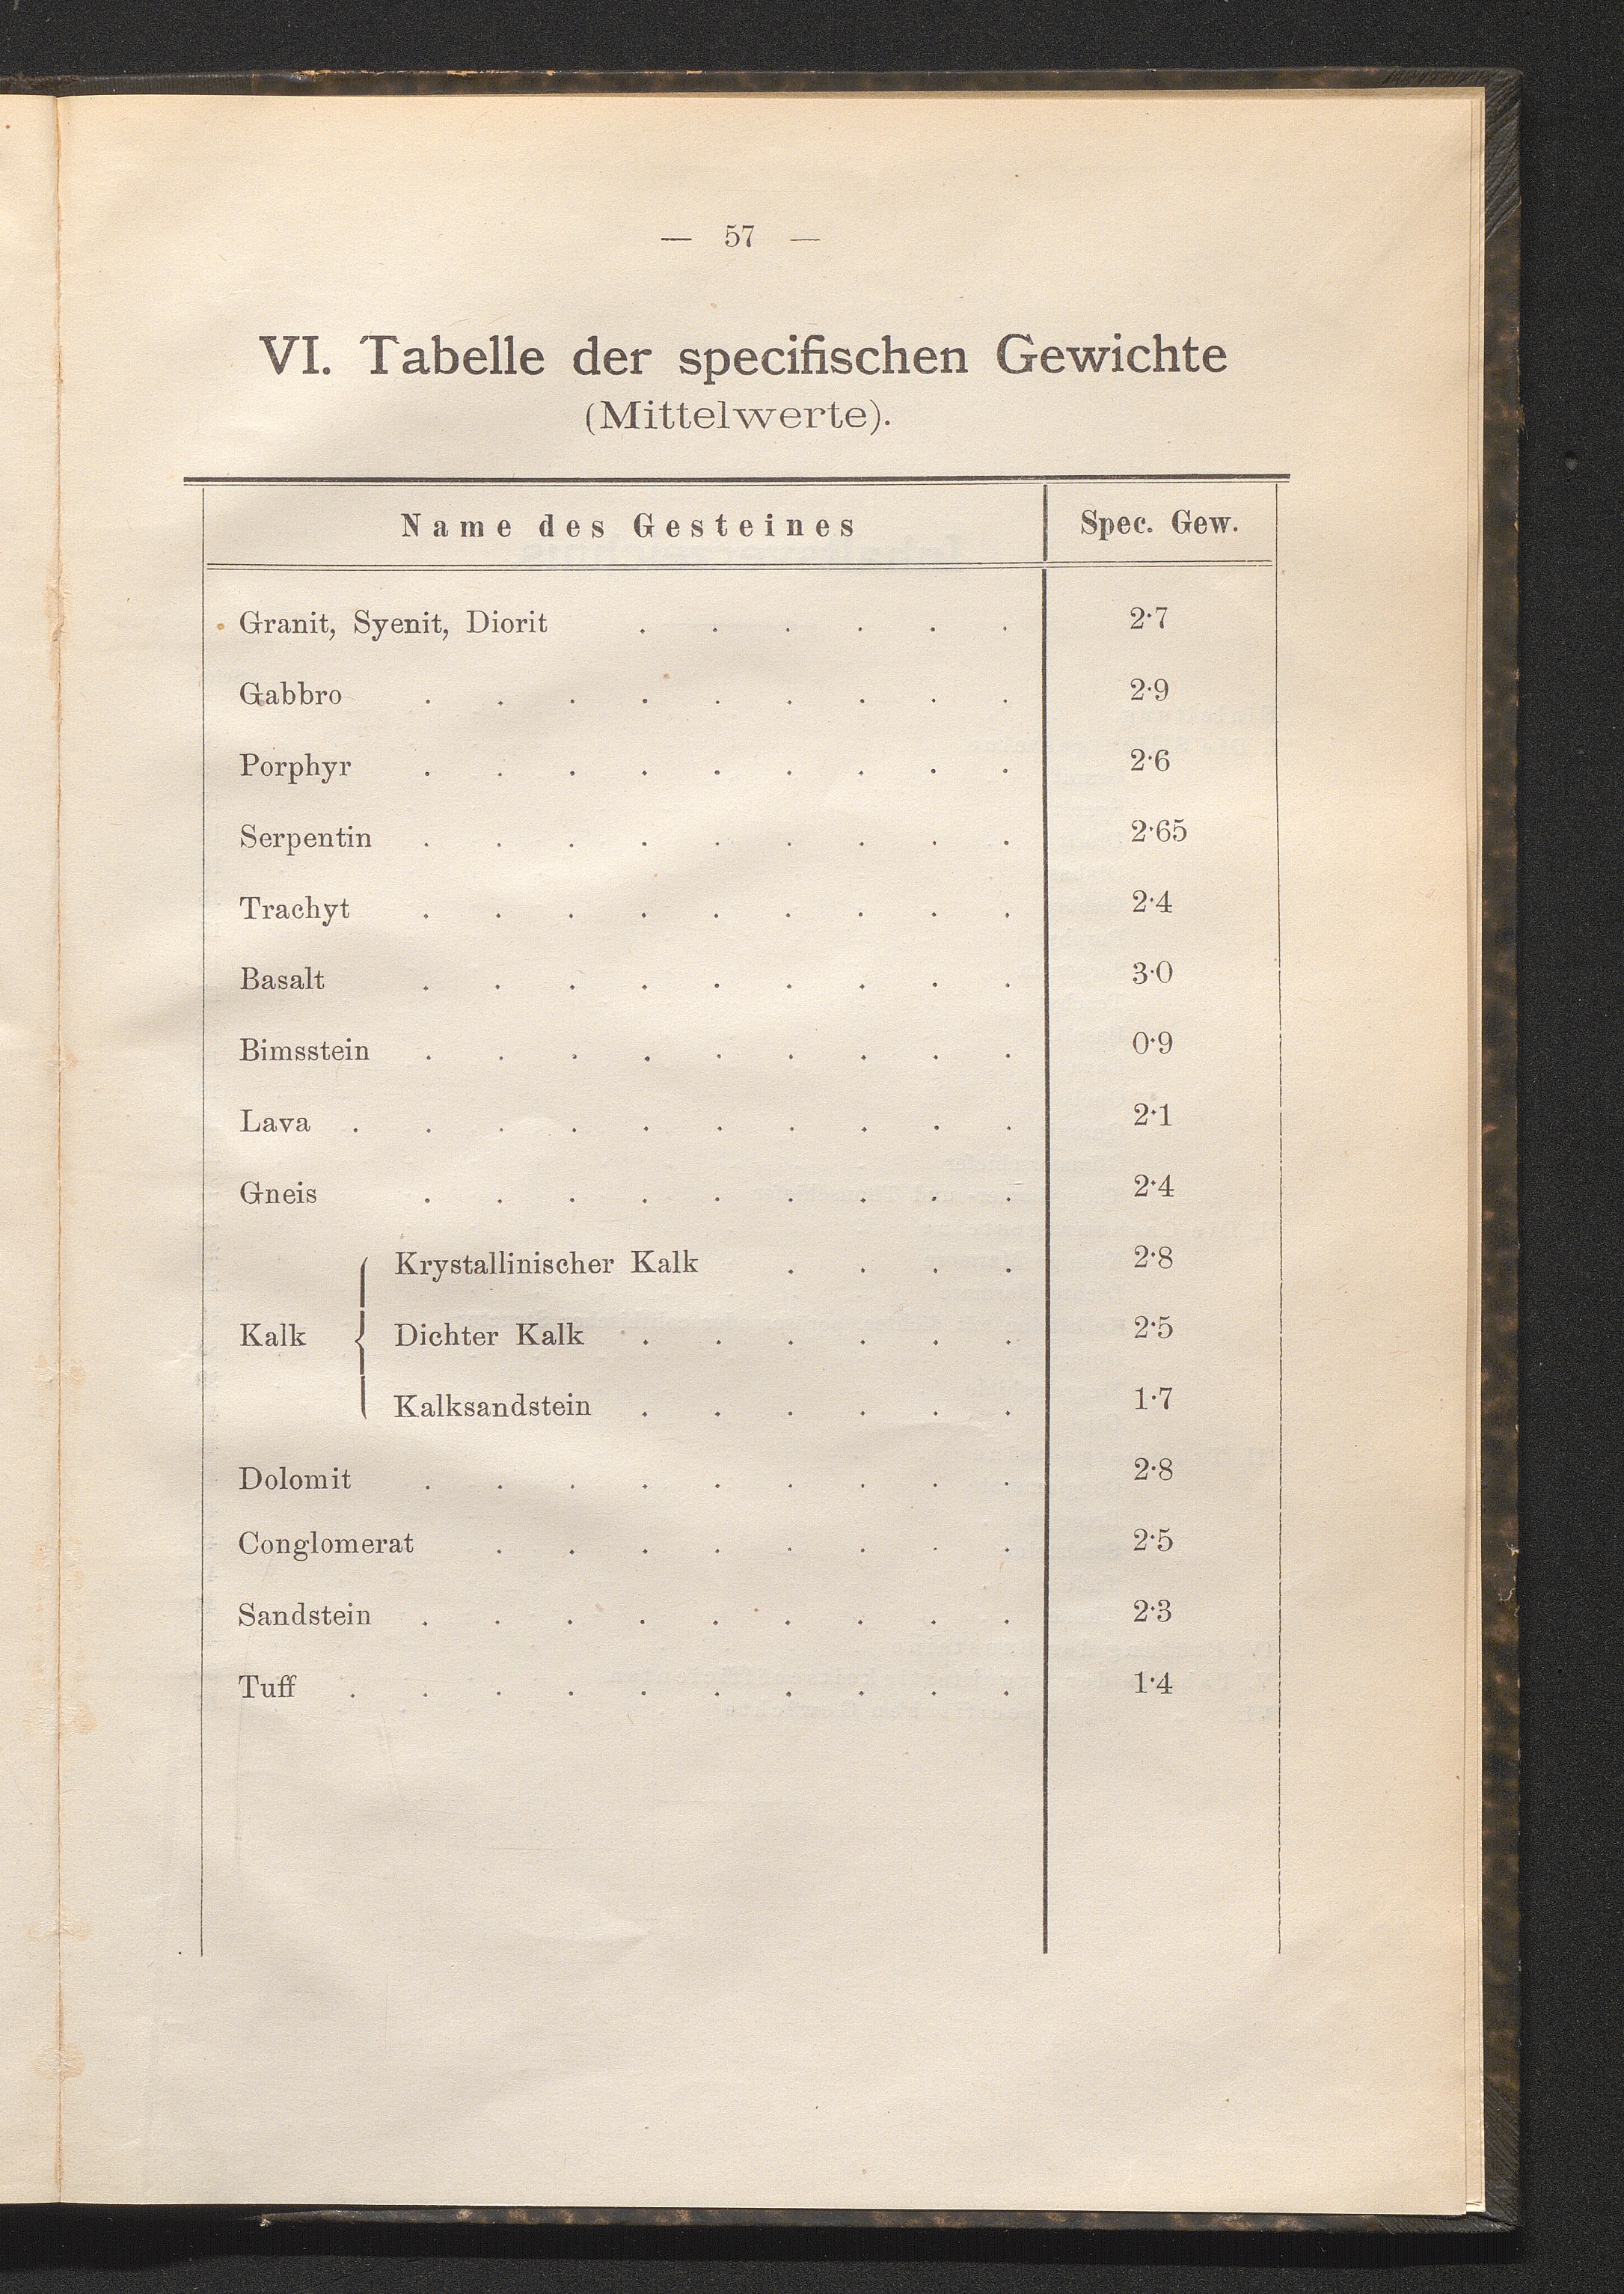 — 57 —
VI. Tabelle der specifischen Gewichte
(Mittelwerte).
Name des Gesteines Spec. Gew.
Granit, Syenit, Diorit . . . . . . 2·7
Gabbro . . . . . . . . . 2·9
Porphyr . . . . . . . . . 2·6
Serpentin . . . . . . . . . 2·65
Trachyt . . . . . . . . . 2·4
Basalt . . . . . . . . . 3·0
Bimsstein . . . . . . . . . 0·9
Lava . . . . . . . . . . 2·1
Gneis . . . . . . . . . 2·4
Krystallinischer Kalk . . . . 2·8
Kalk { Dichter Kalk . . . . . . 2·5
Kalksandstein . . . . . . 1·7
Dolomit . . . . . . . . . 2·8
Conglomerat . . . . . . . . 2·5
Sandstein . . . . . . . . . 2·3
Tuff . . . . . . . . . . 1·4